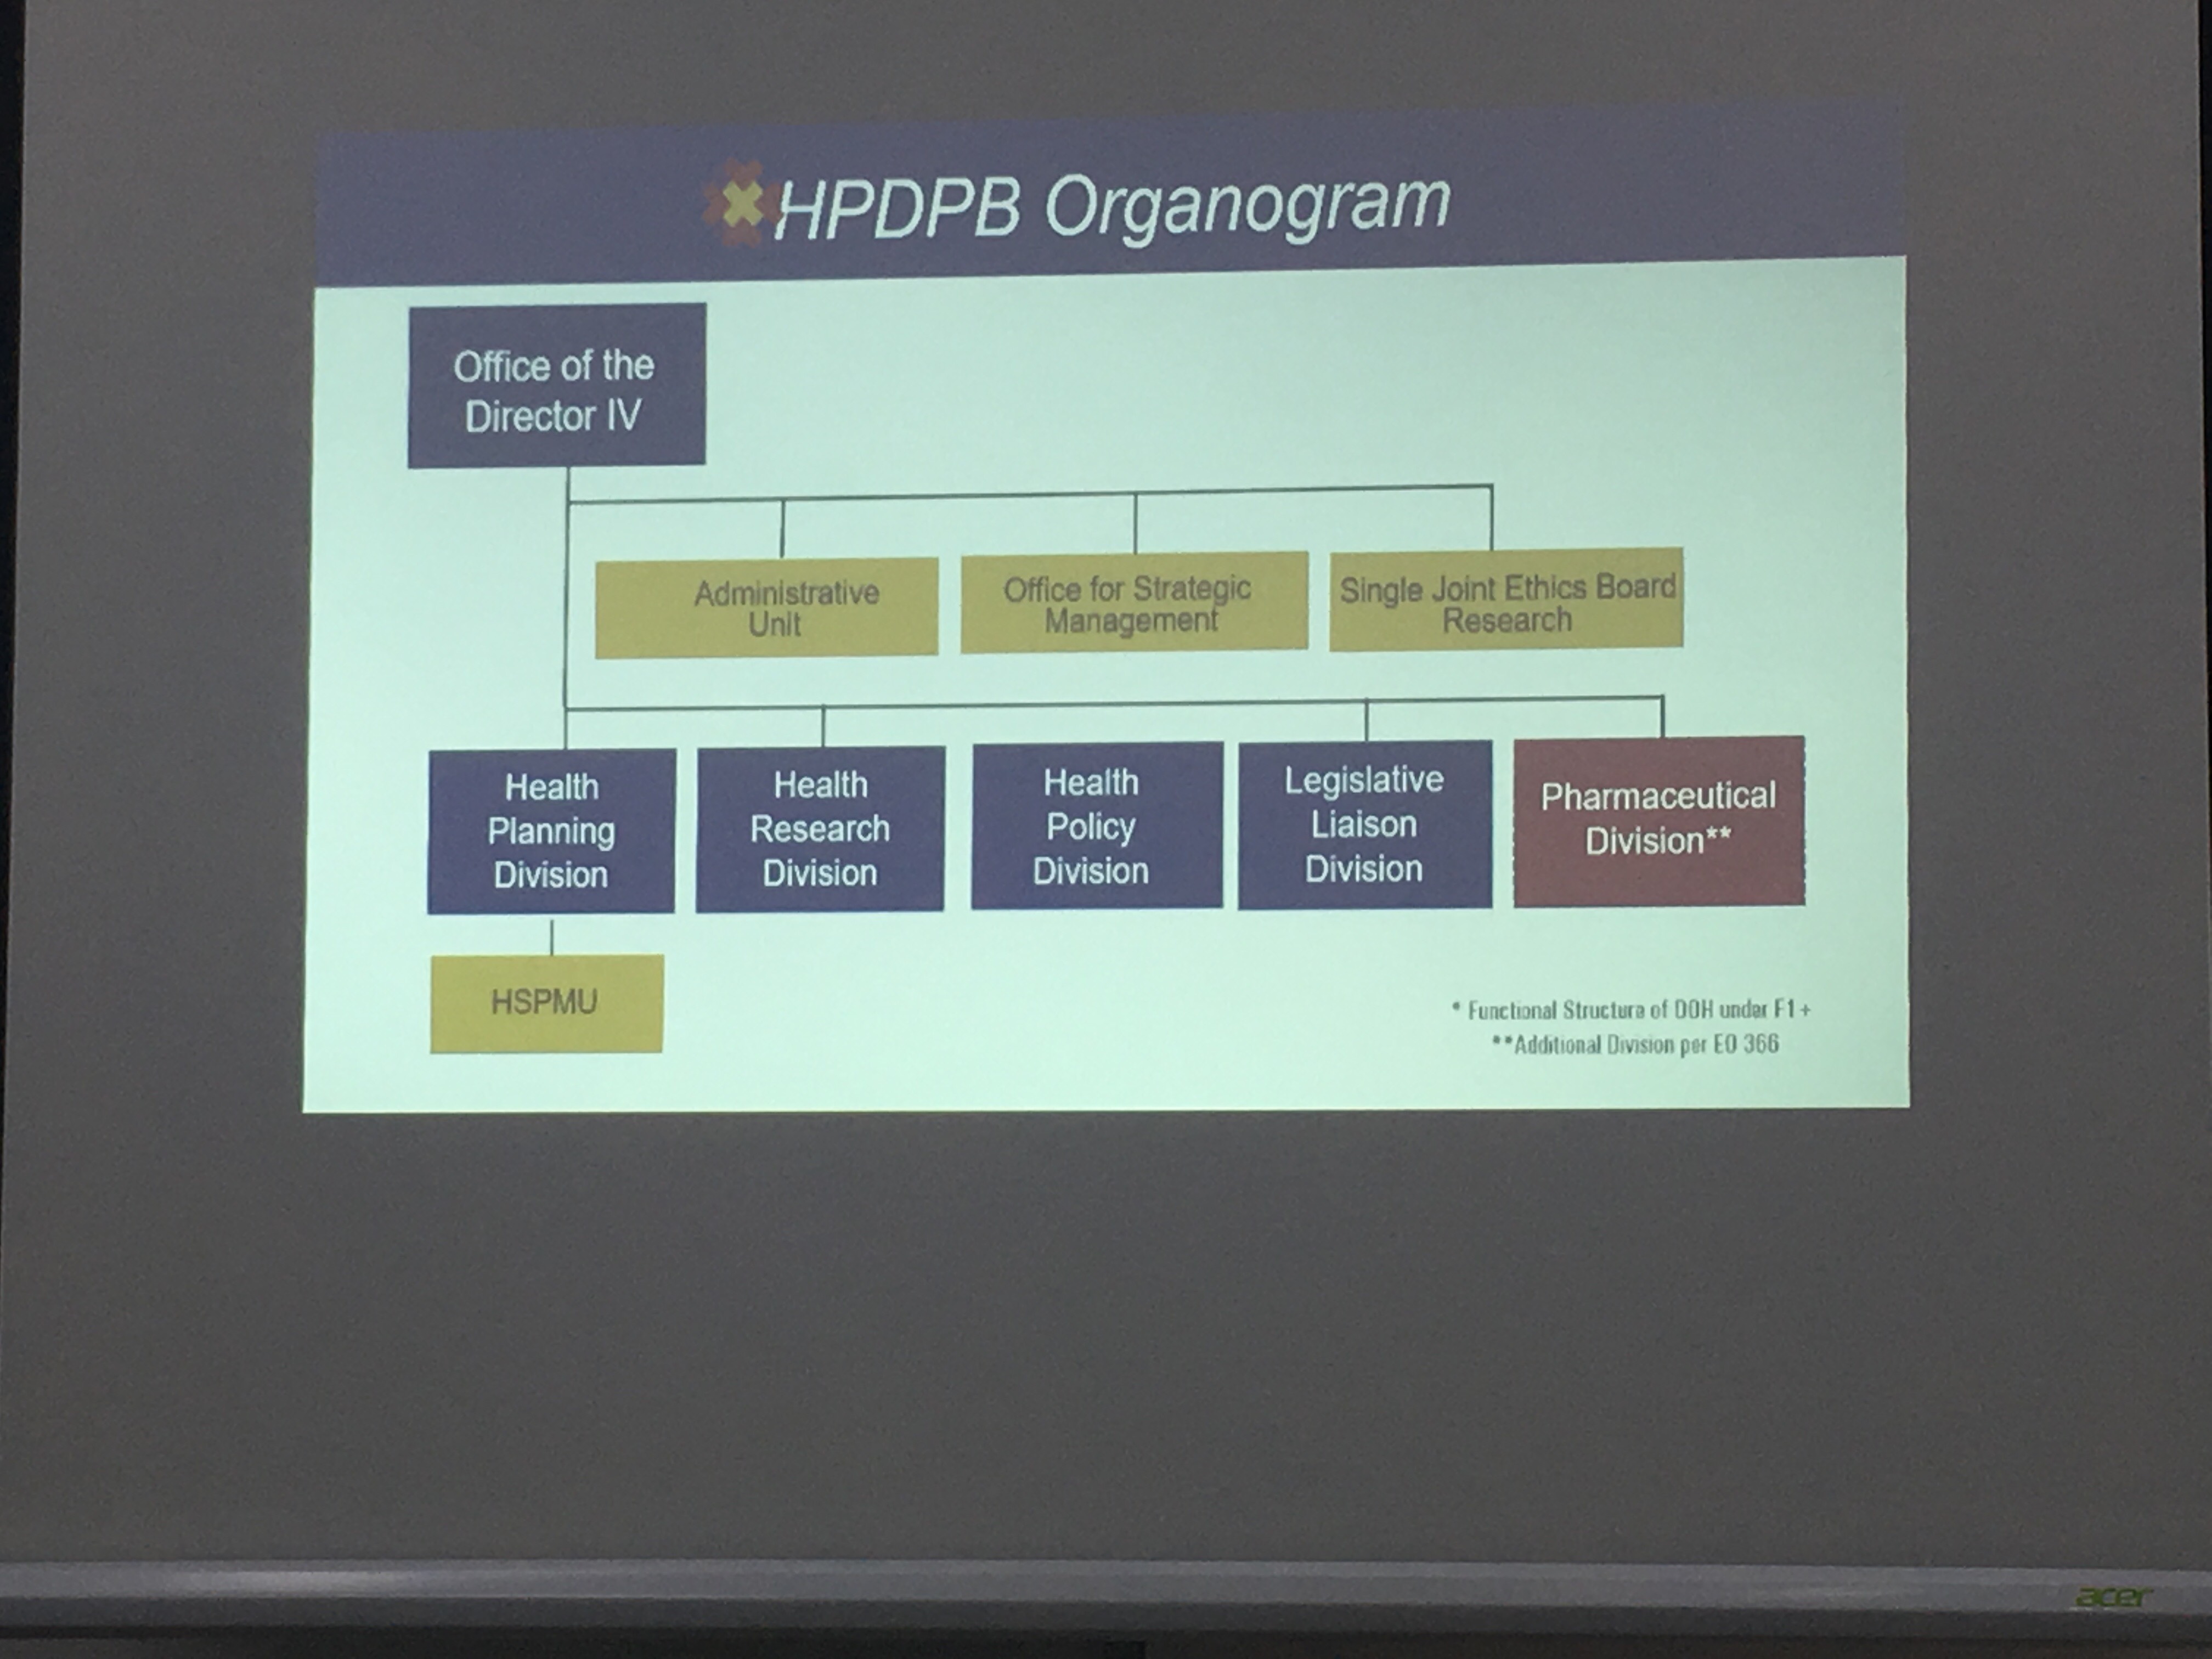 HPDPB Organogram
Office of the
Director IV
Administrative
Unit
Office for Strategic
Management
Single Joint Ethics Board
Research
Health
Planning
Division
Health
Research
Division
Health
Policy
Division
Legislative
Liaison
Division
Pharmaceutical
Division**
HSPMU
* Functional Structure of DOH under F1+
**Additional Division per EO 366
acer